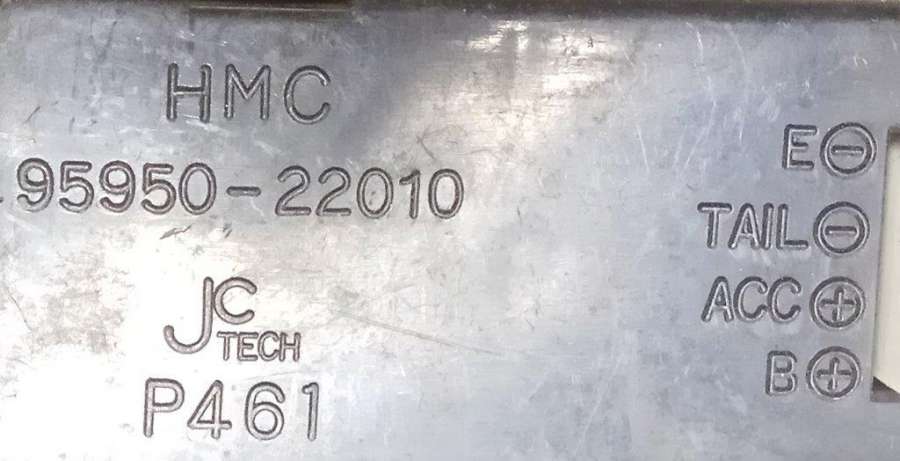 HMC
95950-22010
JC TECH
P461
E⊖
TAIL⊖
ACC⊕
B⊕